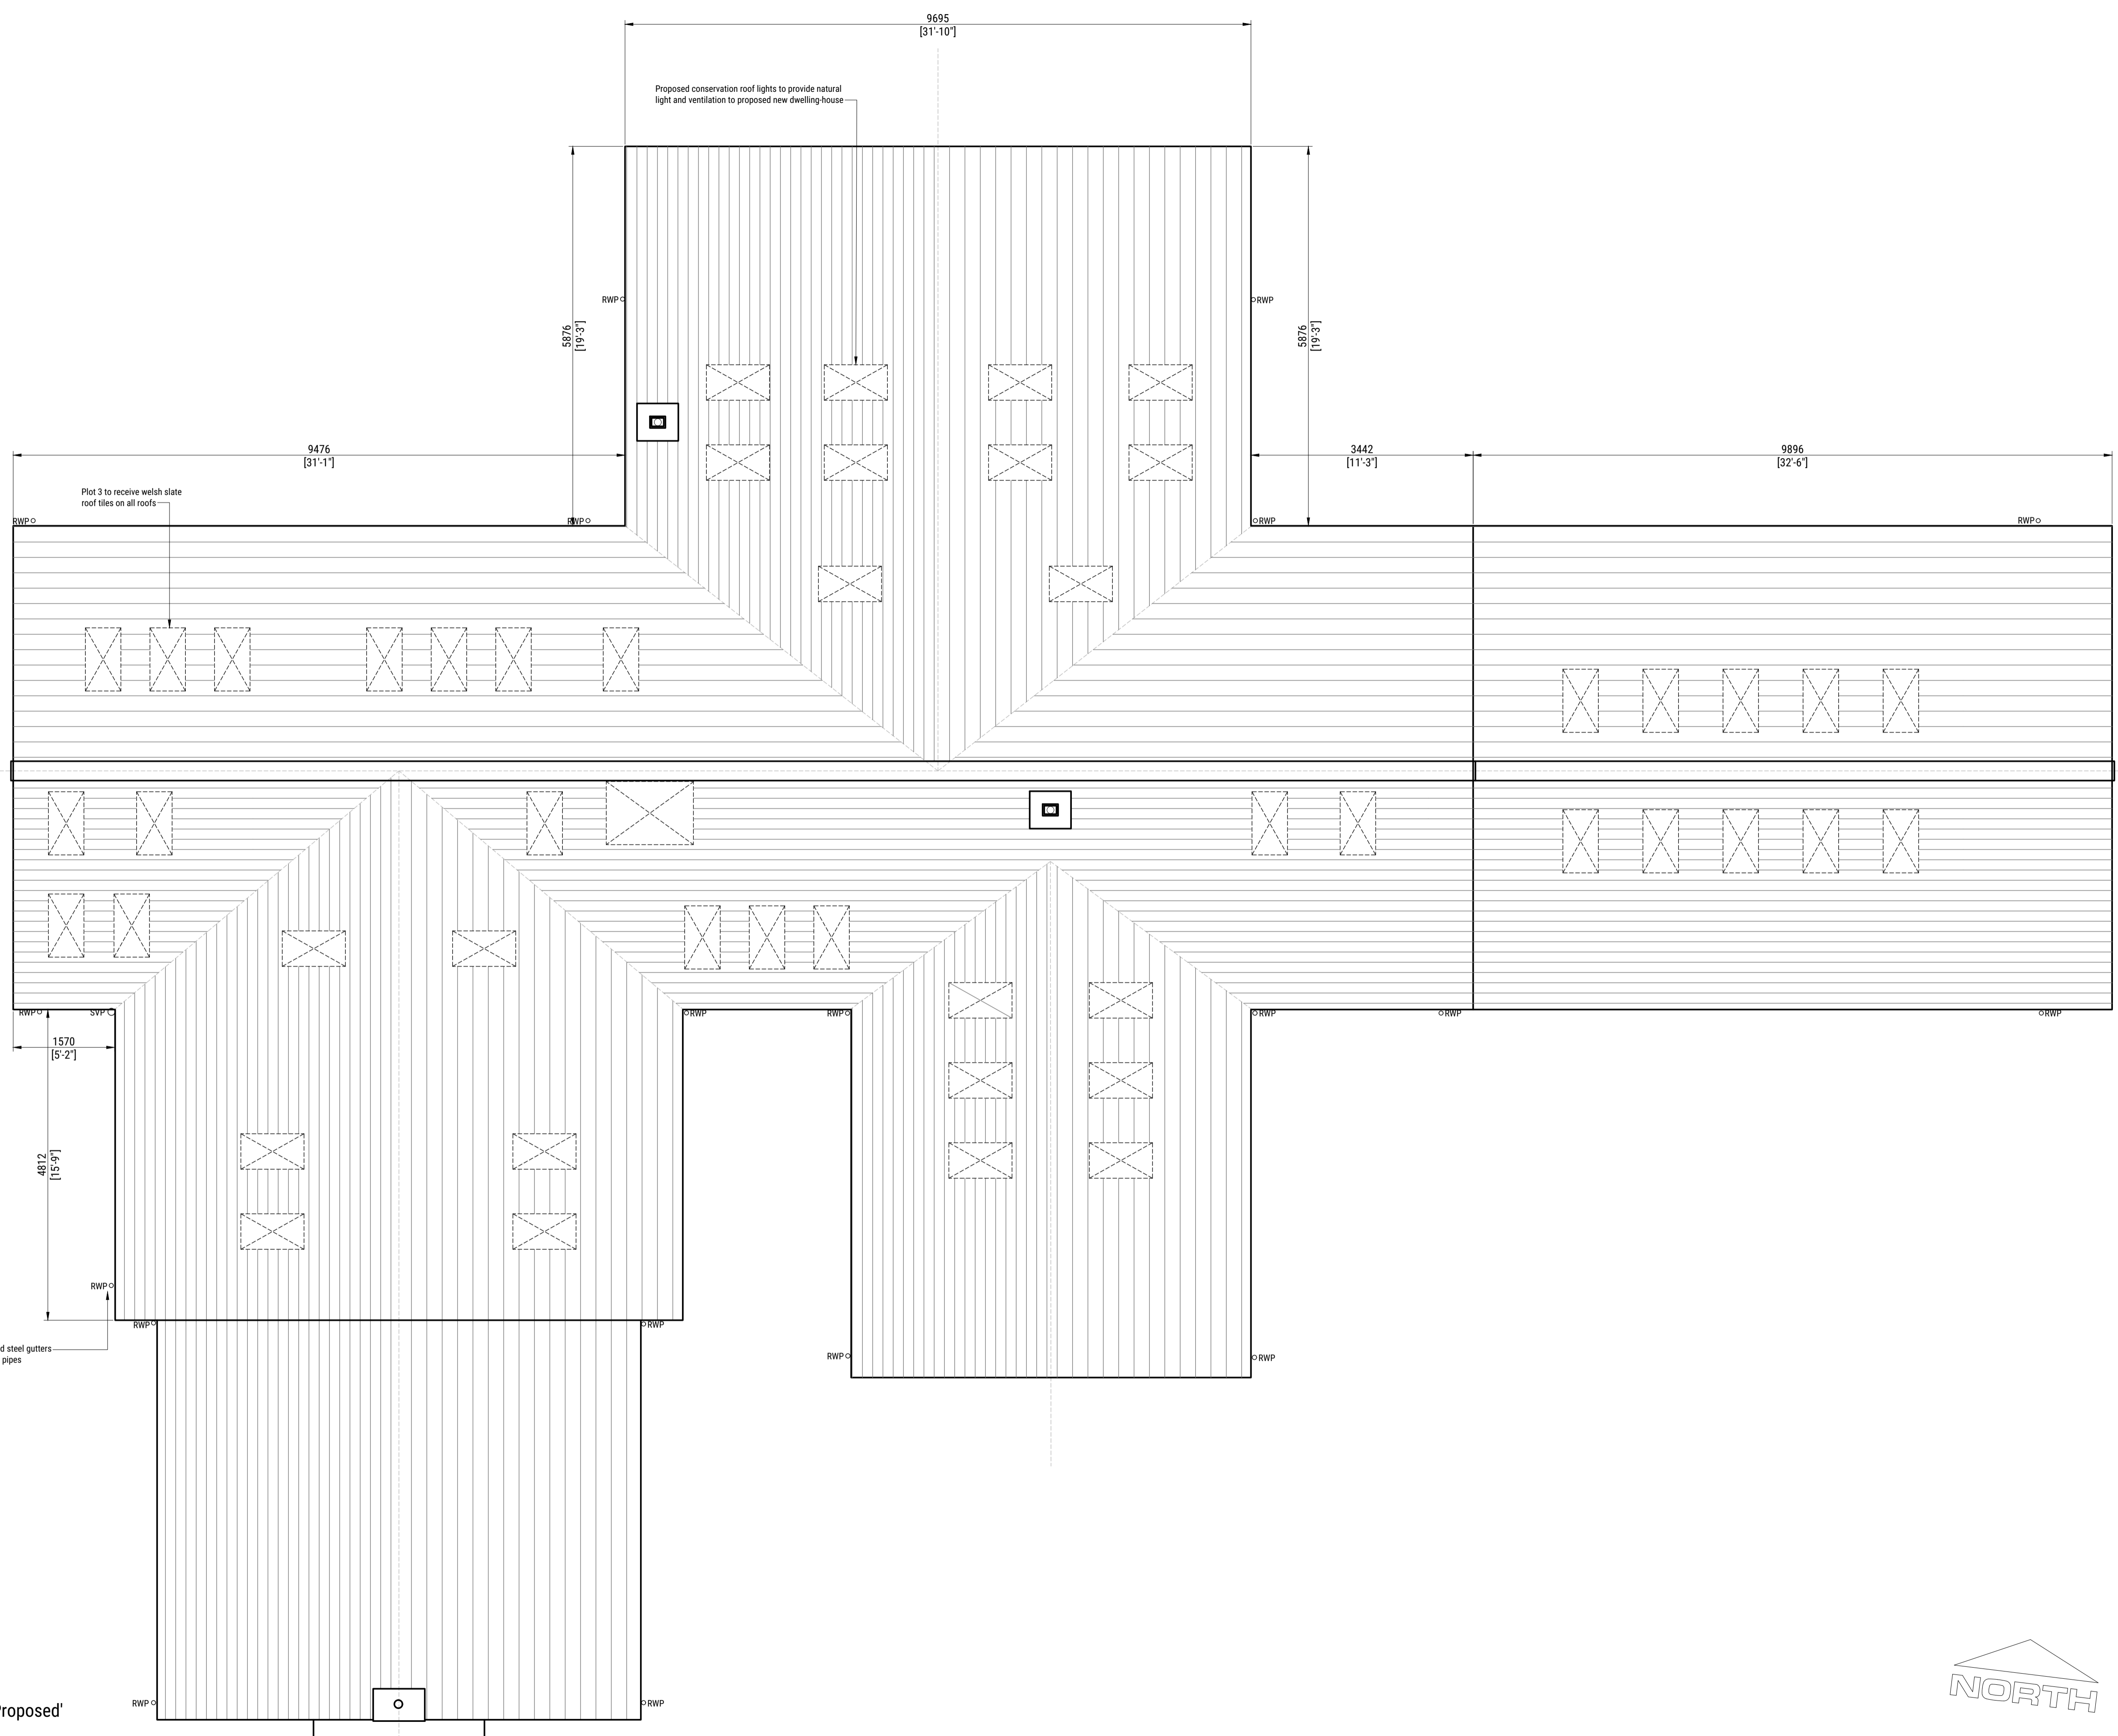 9695
[31'-10"]
Proposed conservation roof lights to provide natural
light and ventilation to proposed new dwelling-house
RWP
RWP
5876
[19'-3"]
5876
[19'-3"]
9476
[31'-1"]
3442
[11'-3"]
9896
[32'-6"]
Plot 3 to receive welsh slate
roof tiles on all roofs
RWP
RWP
RWP
RWP
RWP
SVP
RWP
RWP
RWP
RWP
RWP
1570
[5'-2"]
4812
[15'-9"]
RWP
RWP
RWP
d steel gutters
pipes
RWP
RWP
RWP
RWP
roposed'
NORTH